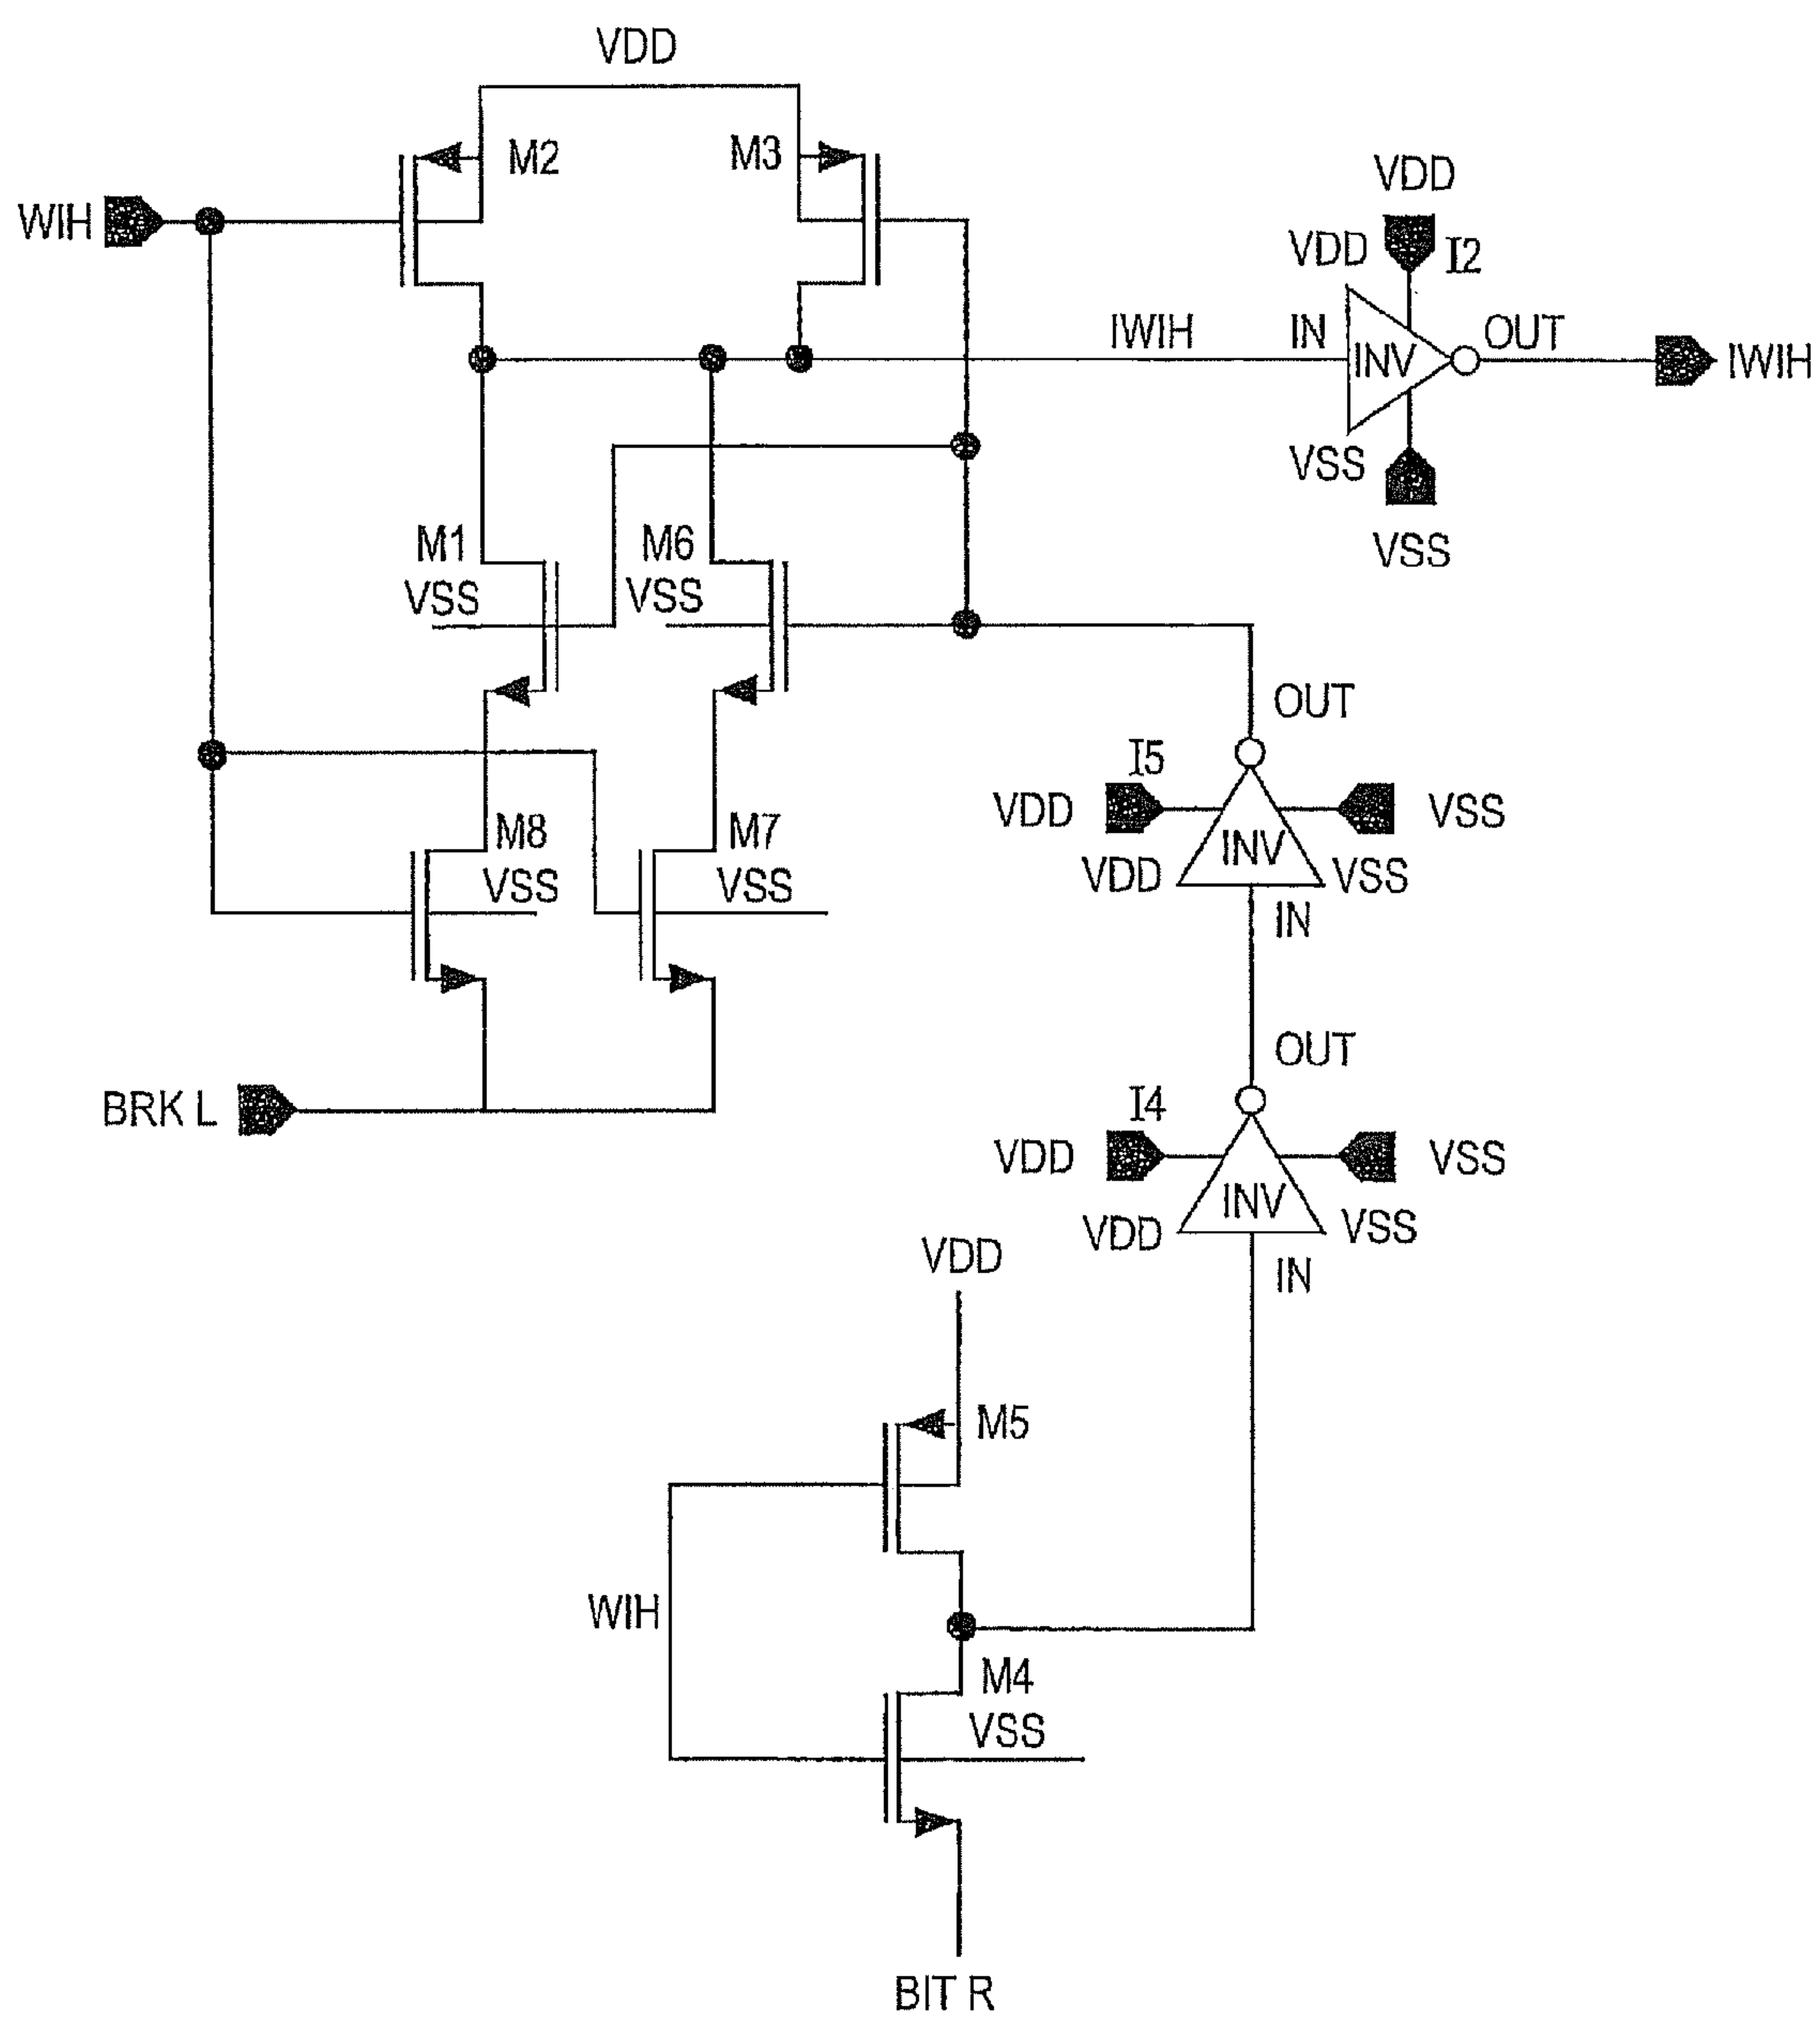 VDD
M2
M3
WIH
VDD
VDD
I2
IWIH
IN
INV
OUT
IWIH
VSS
VSS
M1
VSS
M6
VSS
OUT
I5
VDD
VSS
INV
VDD
VSS
IN
M8
VSS
M7
VSS
BRK L
OUT
I4
VDD
VSS
INV
VDD
VSS
IN
VDD
M5
WIH
M4
VSS
BIT R